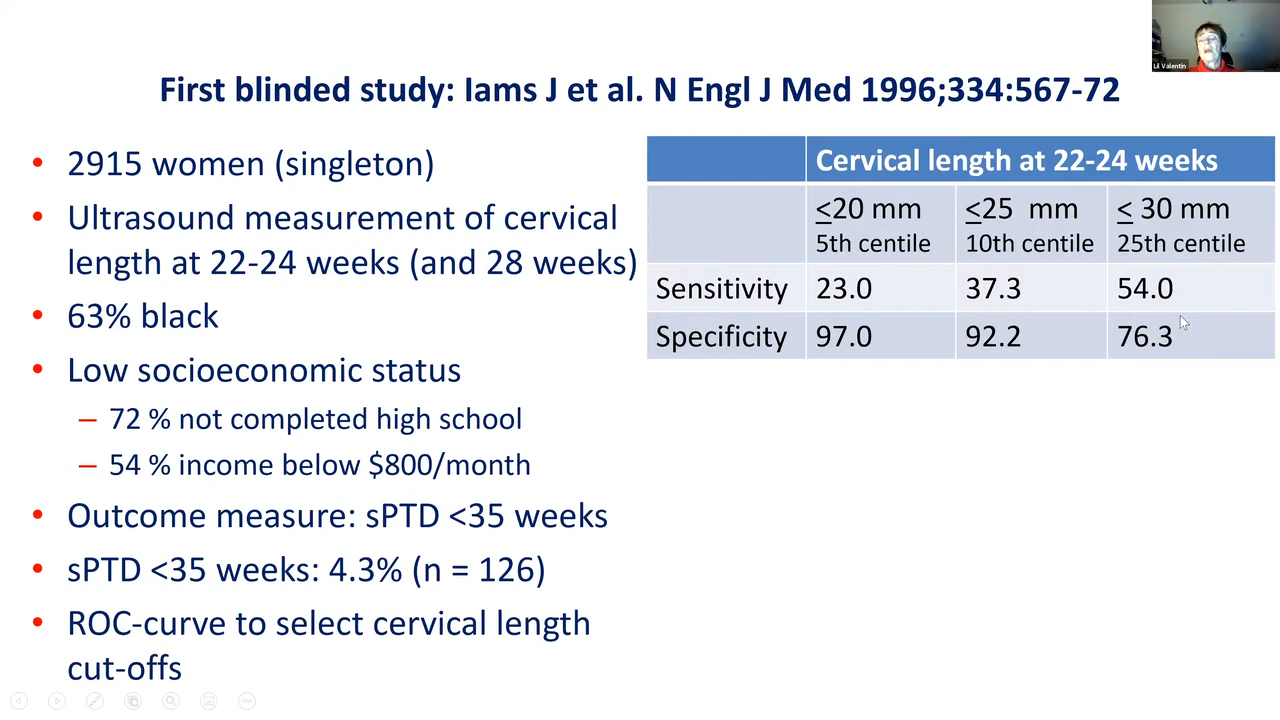 Lil Valentin
First blinded study: Iams J et al. N Engl J Med 1996;334:567-72
• 2915 women (singleton)
• Ultrasound measurement of cervical
length at 22-24 weeks (and 28 weeks)
• 63% black
• Low socioeconomic status
– 72 % not completed high school
– 54 % income below $800/month
• Outcome measure: sPTD <35 weeks
• sPTD <35 weeks: 4.3% (n = 126)
• ROC-curve to select cervical length
cut-offs
Cervical length at 22-24 weeks
<20 mm <25 mm < 30 mm
5th centile 10th centile 25th centile
Sensitivity 23.0 37.3 54.0
Specificity 97.0 92.2 76.3